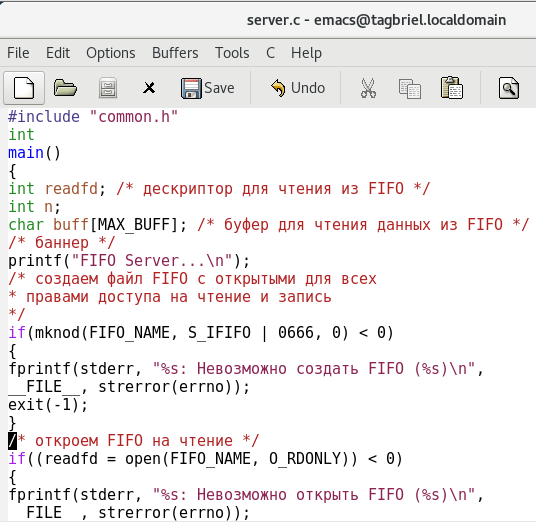 server.c - emacs@tagbriel.localdomain
File Edit Options Buffers Tools C Help
Save Undo
#include "common.h"
int
main()
{
int readfd; /* дескриптор для чтения из FIFO */
int n;
char buff[MAX_BUFF]; /* буфер для чтения данных из FIFO */
/* баннер */
printf("FIFO Server...\n");
/* создаем файл FIFO с открытыми для всех
* правами доступа на чтение и запись
*/
if(mknod(FIFO_NAME, S_IFIFO | 0666, 0) < 0)
{
fprintf(stderr, "%s: Невозможно создать FIFO (%s)\n",
__FILE__, strerror(errno));
exit(-1);
}
/* откроем FIFO на чтение */
if((readfd = open(FIFO_NAME, O_RDONLY)) < 0)
{
fprintf(stderr, "%s: Невозможно открыть FIFO (%s)\n",
__FILE__, strerror(errno));